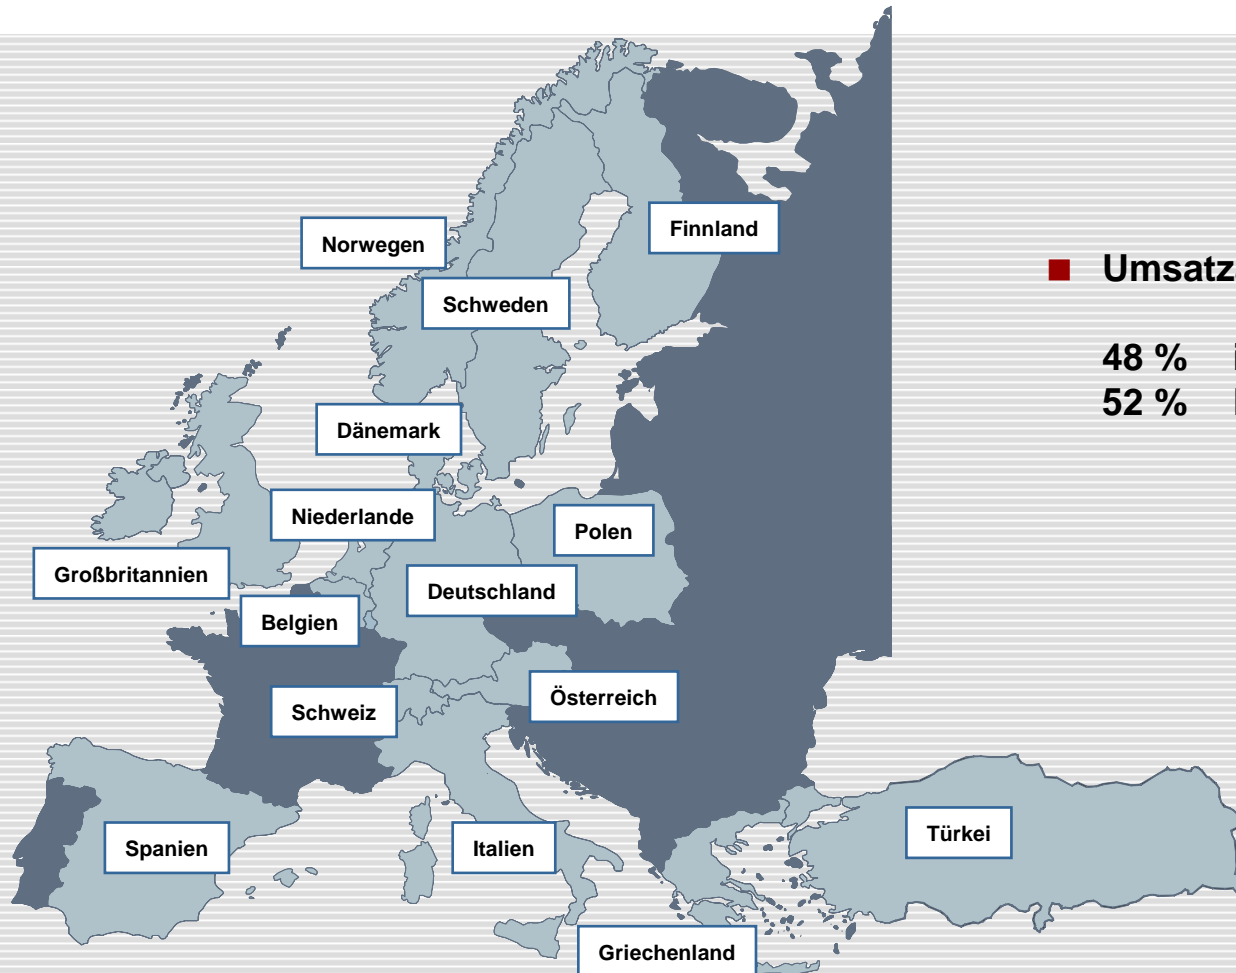 Finnland
Norwegen
Umsatz
Schweden
48 %
52 %
Dänemark
Niederlande
Polen
Großbritannien
Deutschland
Belgien
Österreich
Schweiz
Türkei
Spanien
Italien
Griechenland